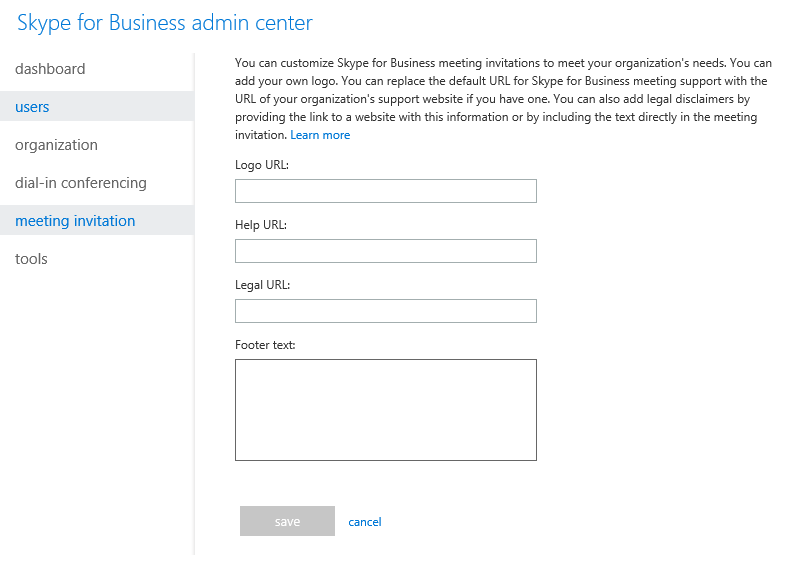 Skype for Business admin center
dashboard
users
organization
dial-in conferencing
meeting invitation
tools
You can customize Skype for Business meeting invitations to meet your organization's needs. You can
add your own logo. You can replace the default URL for Skype for Business meeting support with the
URL of your organization's support website if you have one. You can also add legal disclaimers by
providing the link to a website with this information or by including the text directly in the meeting
invitation. Learn more
Logo URL:
Help URL:
Legal URL:
Footer text:
save
cancel